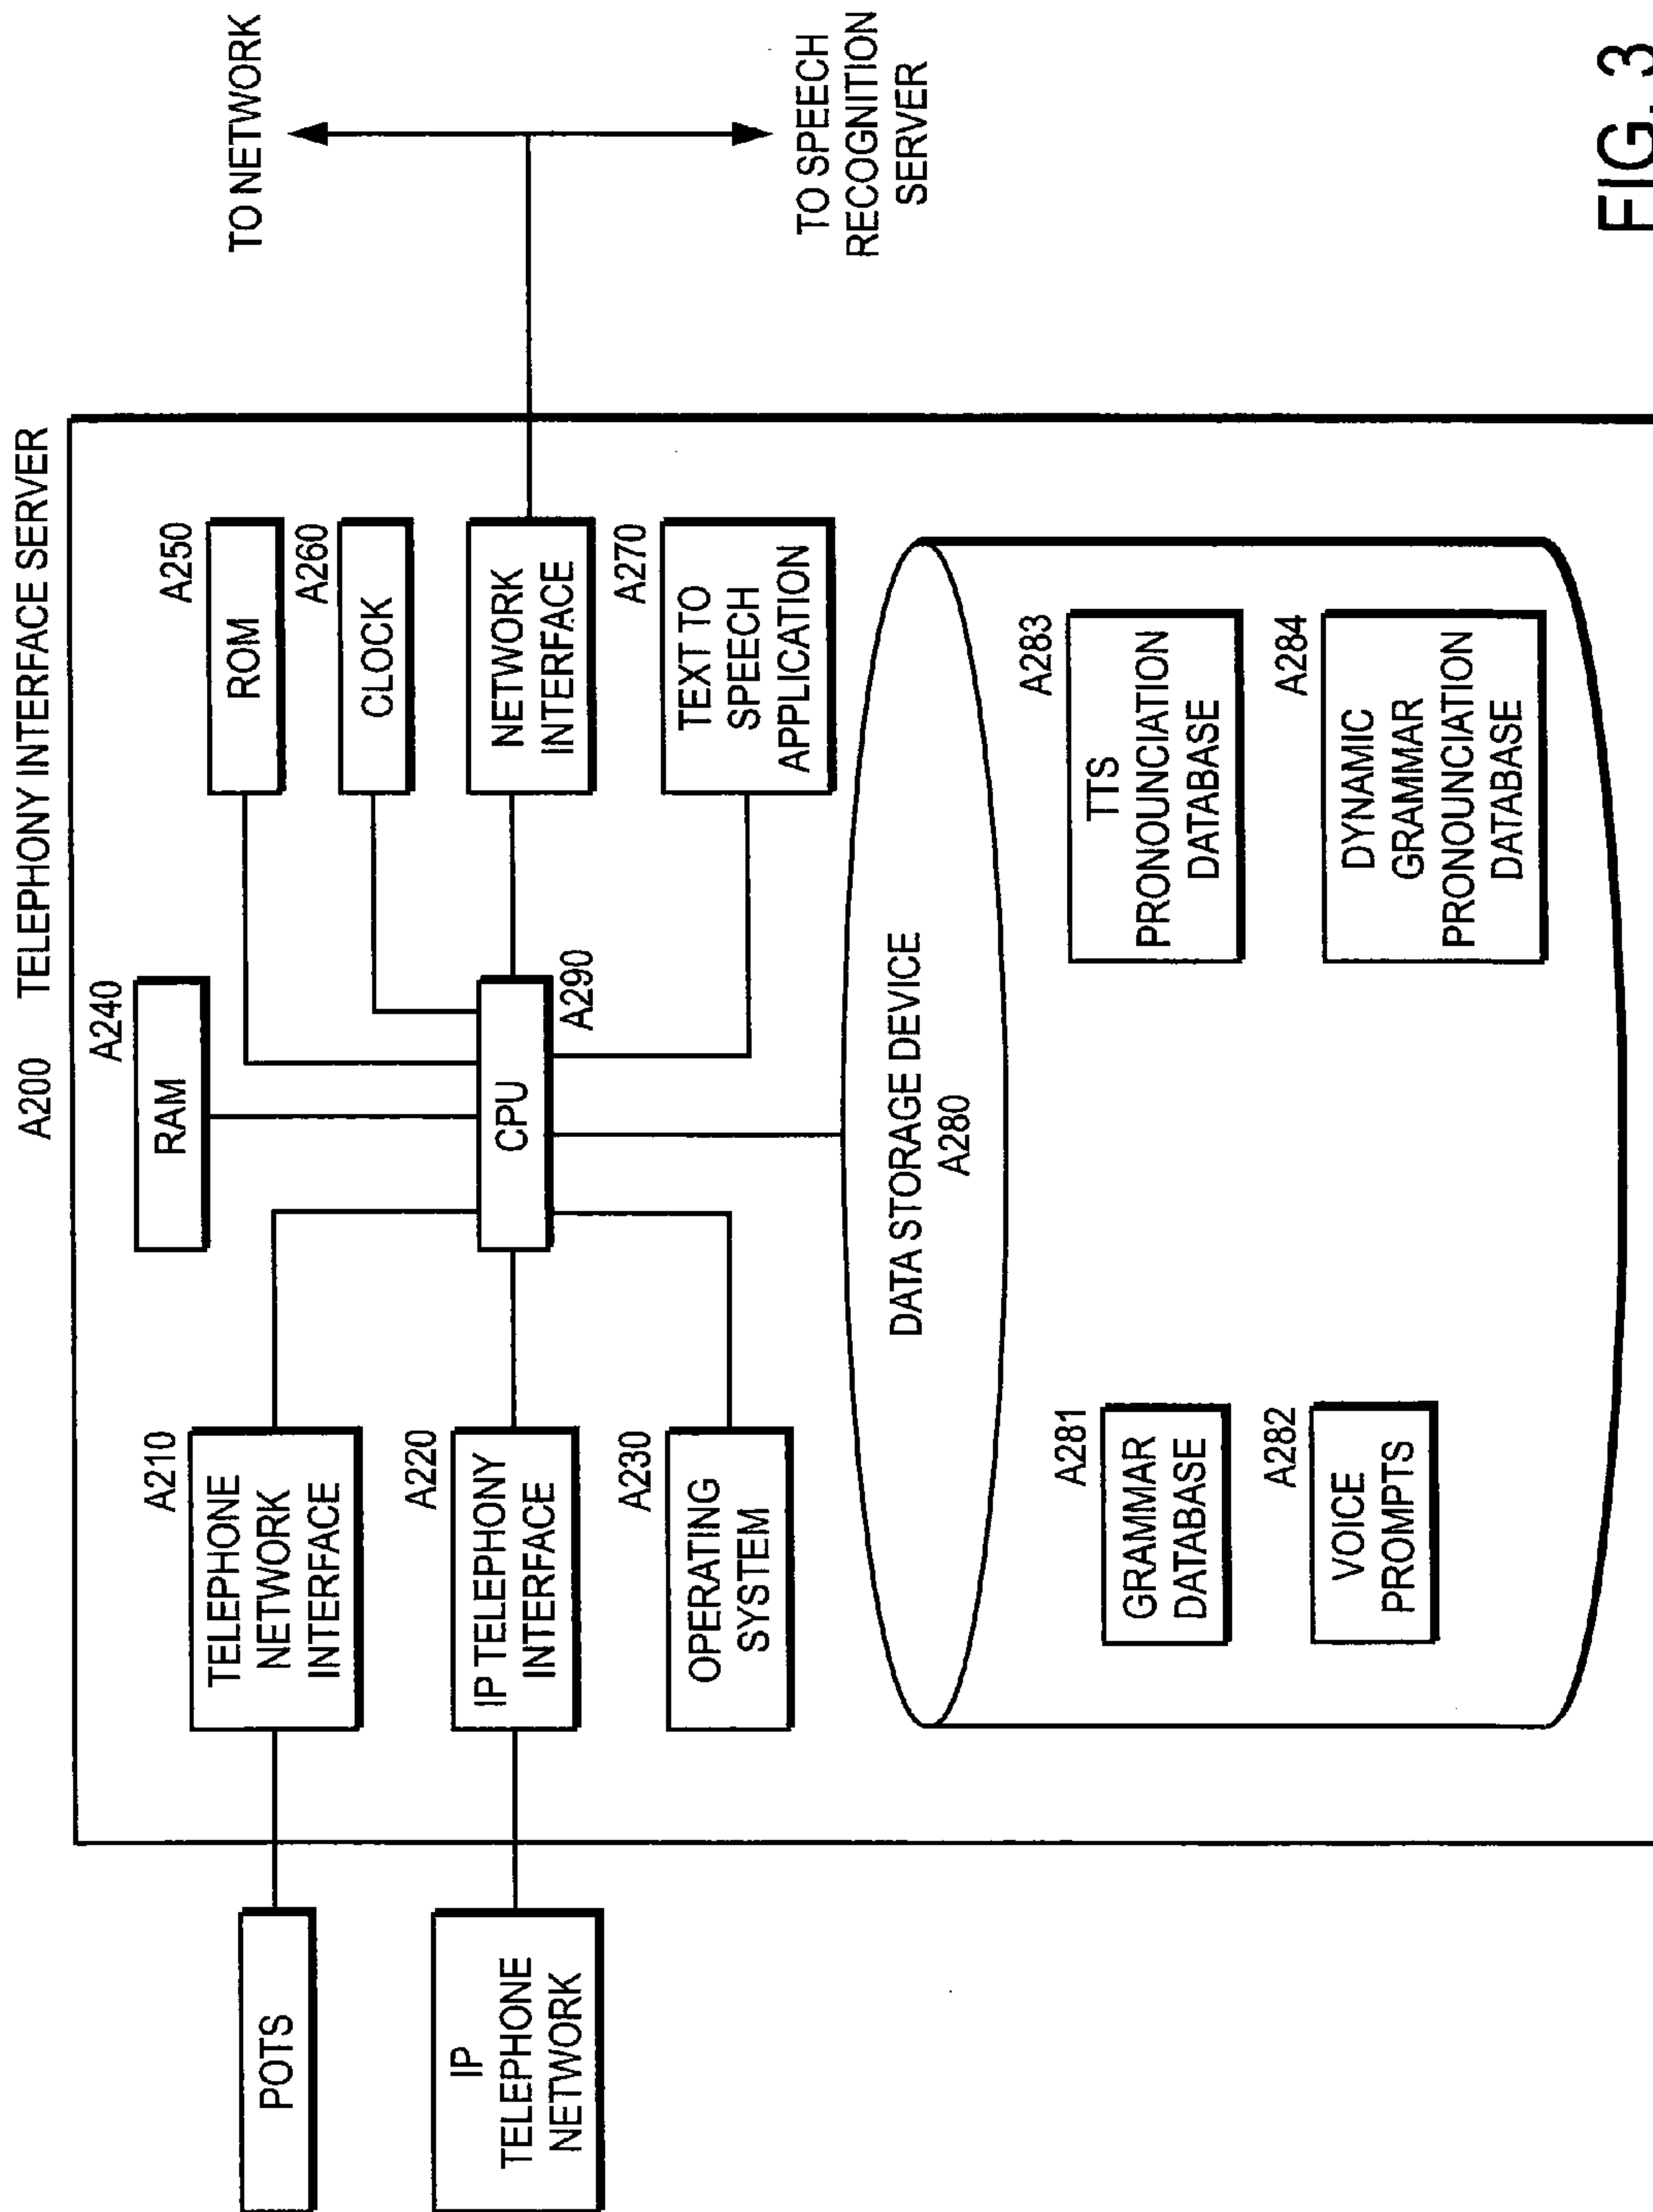 A200 TELEPHONY INTERFACE SERVER
POTS
IP
TELEPHONE
NETWORK
A210
TELEPHONE
NETWORK
INTERFACE
A220
IP TELEPHONY
INTERFACE
A230
OPERATING
SYSTEM
A240
RAM
CPU
A290
A250
ROM
A260
CLOCK
NETWORK
INTERFACE
A270
TEXT TO
SPEECH
APPLICATION
TO NETWORK
TO SPEECH
RECOGNITION
SERVER
DATA STORAGE DEVICE
A280
A281
GRAMMAR
DATABASE
A282
VOICE
PROMPTS
A283
TTS
PRONOUNCIATION
DATABASE
A284
DYNAMIC
GRAMMAR
PRONOUNCIATION
DATABASE
FIG. 3